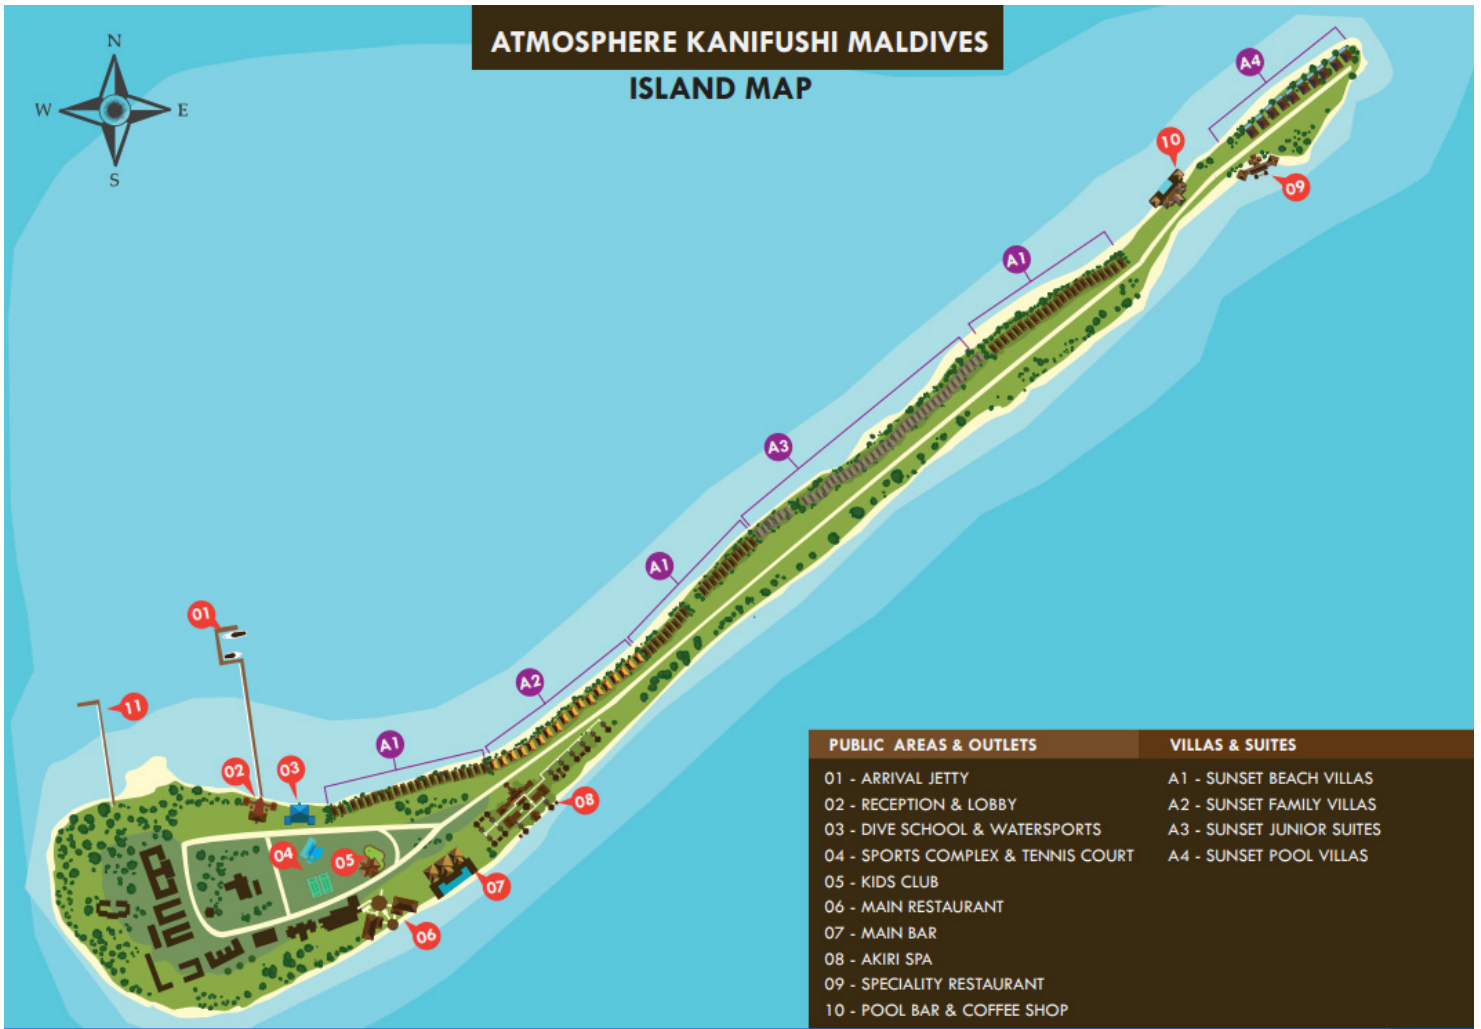 ATMOSPHERE KANIFUSHI MALDIVES
ISLAND MAP
N
W E
S
A4
10
09
A1
A3
A1
01
A2
11
A1
02
03
08
04
05
07
06
PUBLIC AREAS & OUTLETS
01 - ARRIVAL JETTY
02 - RECEPTION & LOBBY
03 - DIVE SCHOOL & WATERSPORTS
04 - SPORTS COMPLEX & TENNIS COURT
05 - KIDS CLUB
06 - MAIN RESTAURANT
07 - MAIN BAR
08 - AKIRI SPA
09 - SPECIALITY RESTAURANT
10 - POOL BAR & COFFEE SHOP
VILLAS & SUITES
A1 - SUNSET BEACH VILLAS
A2 - SUNSET FAMILY VILLAS
A3 - SUNSET JUNIOR SUITES
A4 - SUNSET POOL VILLAS